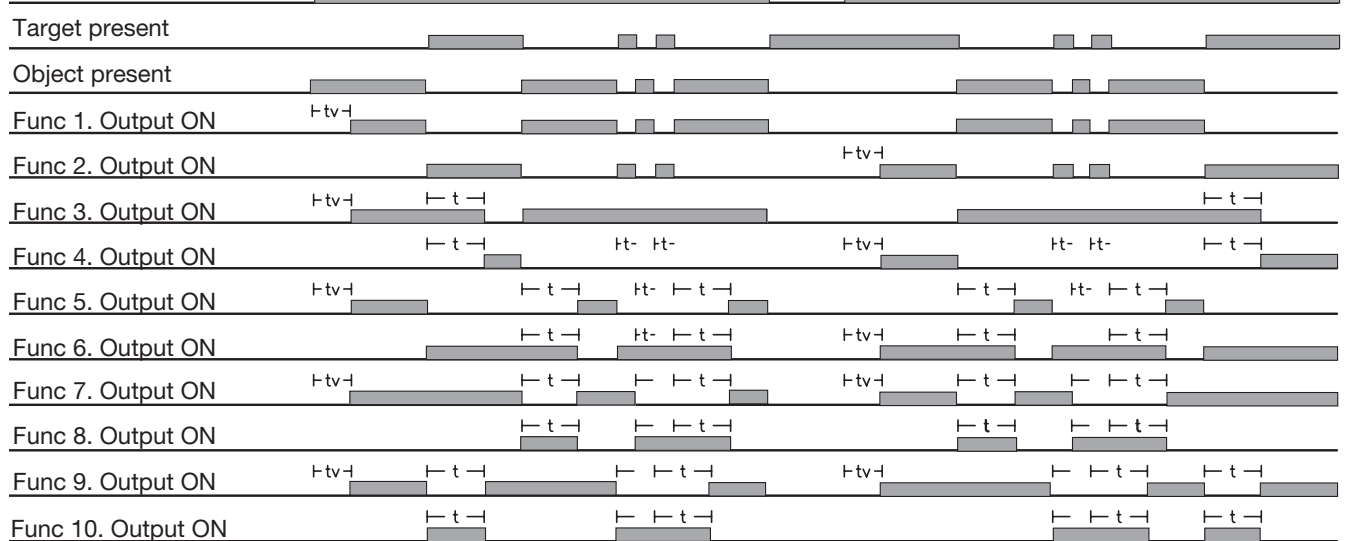 Target present
Object present
Func 1. Output ON ⊢tv⊣
Func 2. Output ON ⊢tv⊣
Func 3. Output ON ⊢tv⊣ ⊢ t ⊣ ⊢ t ⊣
Func 4. Output ON ⊢ t ⊣ ⊢t- ⊢t- ⊢tv⊣ ⊢t- ⊢t- ⊢ t ⊣
Func 5. Output ON ⊢tv⊣ ⊢ t ⊣ ⊢t- ⊢ t ⊣ ⊢ t ⊣ ⊢t- ⊢ t ⊣
Func 6. Output ON ⊢ t ⊣ ⊢t- ⊢ t ⊣ ⊢tv⊣ ⊢ t ⊣ ⊢ t ⊣
Func 7. Output ON ⊢tv⊣ ⊢ t ⊣ ⊢ ⊢ t ⊣ ⊢tv⊣ ⊢ t ⊣ ⊢ ⊢ t ⊣
Func 8. Output ON ⊢ t ⊣ ⊢ ⊢ t ⊣ ⊢ t ⊣ ⊢ ⊢ t ⊣
Func 9. Output ON ⊢tv⊣ ⊢ t ⊣ ⊢ ⊢ t ⊣ ⊢tv⊣ ⊢ ⊢ t ⊣ ⊢ t ⊣
Func 10. Output ON ⊢ t ⊣ ⊢ ⊢ t ⊣ ⊢ ⊢ t ⊣ ⊢ t ⊣